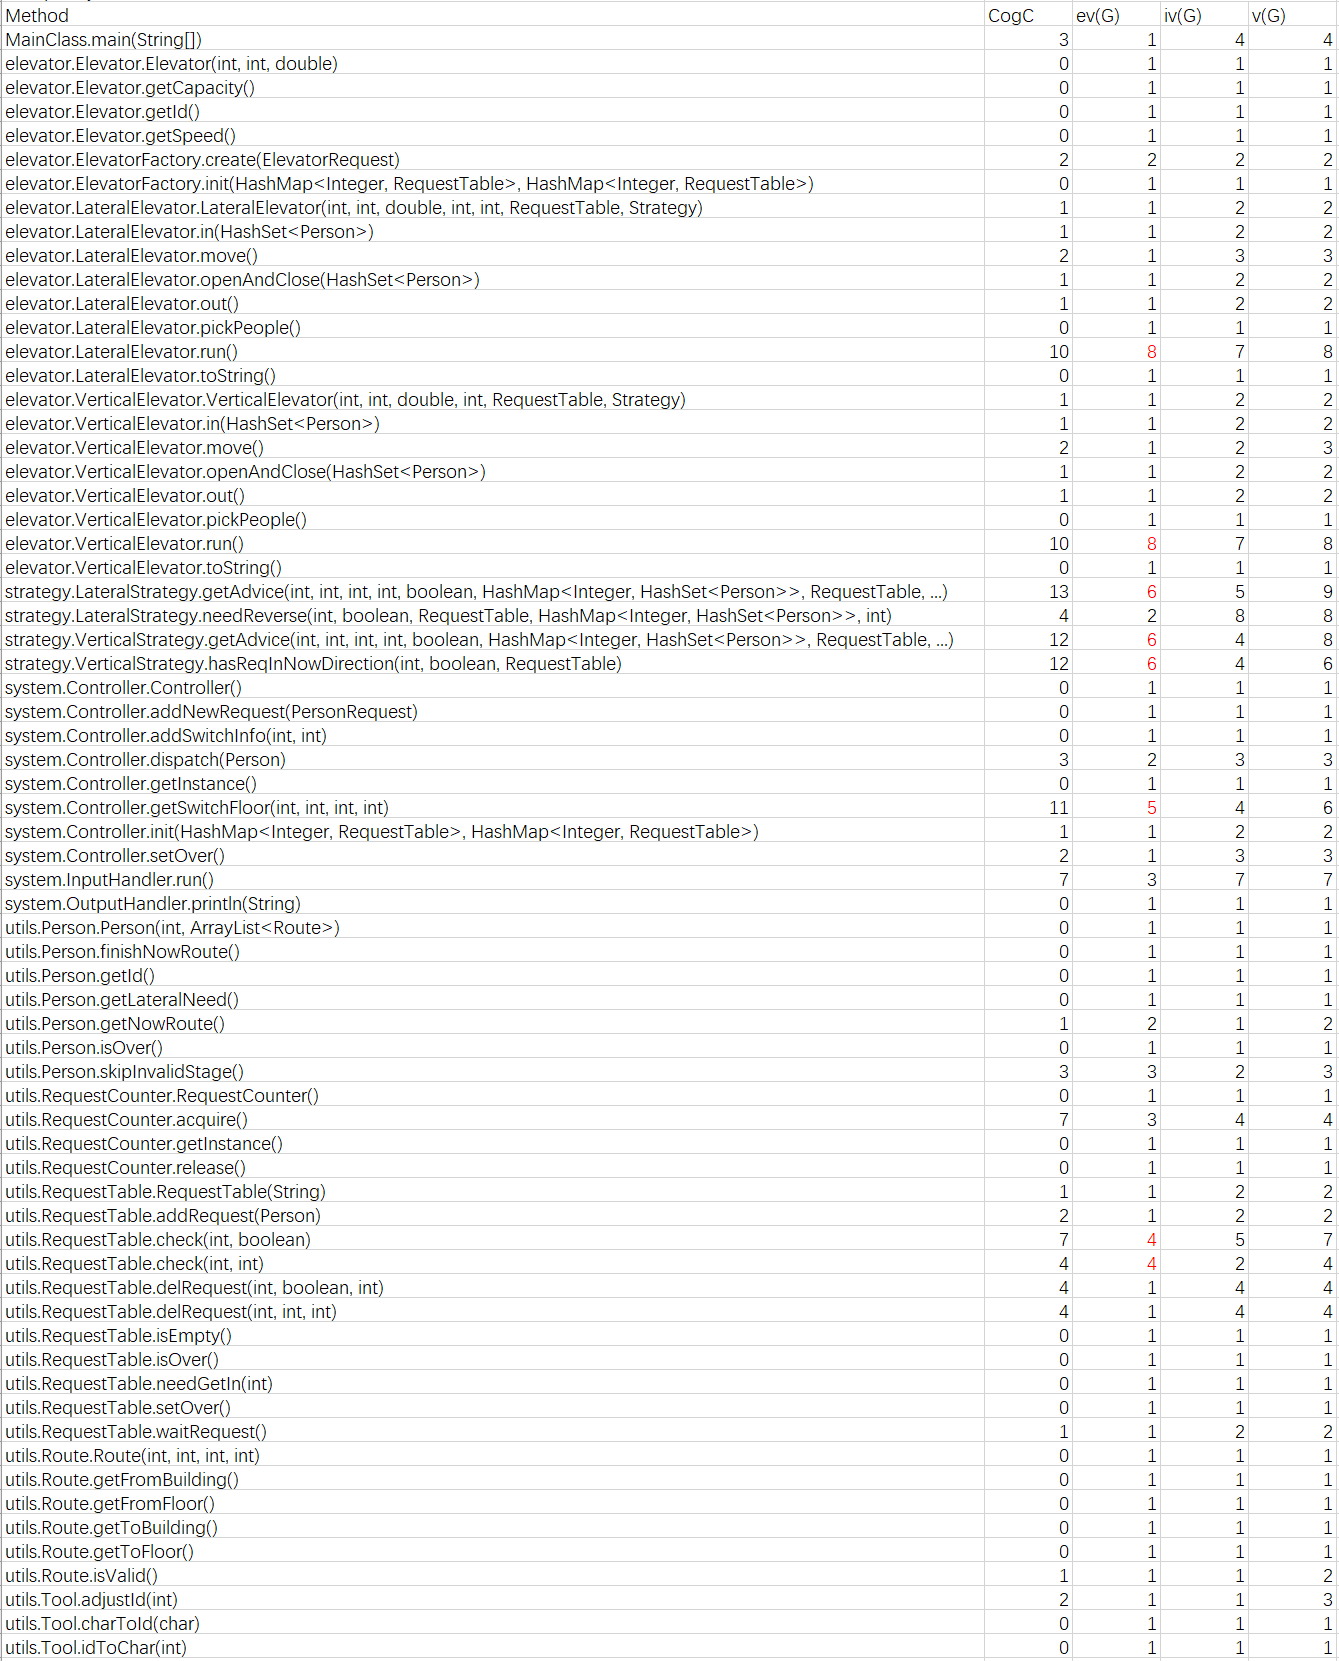 Method CogC ev(G) iv(G) v(G)
MainClass.main(String[]) 3 1 4 4
elevator.Elevator.Elevator(int, int, double) 0 1 1 1
elevator.Elevator.getCapacity() 0 1 1 1
elevator.Elevator.getId() 0 1 1 1
elevator.Elevator.getSpeed() 0 1 1 1
elevator.ElevatorFactory.create(ElevatorRequest) 2 2 2 2
elevator.ElevatorFactory.init(HashMap<Integer, RequestTable>, HashMap<Integer, RequestTable>) 0 1 1 1
elevator.LateralElevator.LateralElevator(int, int, double, int, int, RequestTable, Strategy) 1 1 2 2
elevator.LateralElevator.in(HashSet<Person>) 1 1 2 2
elevator.LateralElevator.move() 2 1 3 3
elevator.LateralElevator.openAndClose(HashSet<Person>) 1 1 2 2
elevator.LateralElevator.out() 1 1 2 2
elevator.LateralElevator.pickPeople() 0 1 1 1
elevator.LateralElevator.run() 10 8 7 8
elevator.LateralElevator.toString() 0 1 1 1
elevator.VerticalElevator.VerticalElevator(int, int, double, int, RequestTable, Strategy) 1 1 2 2
elevator.VerticalElevator.in(HashSet<Person>) 1 1 2 2
elevator.VerticalElevator.move() 2 1 2 3
elevator.VerticalElevator.openAndClose(HashSet<Person>) 1 1 2 2
elevator.VerticalElevator.out() 1 1 2 2
elevator.VerticalElevator.pickPeople() 0 1 1 1
elevator.VerticalElevator.run() 10 8 7 8
elevator.VerticalElevator.toString() 0 1 1 1
strategy.LateralStrategy.getAdvice(int, int, int, int, boolean, HashMap<Integer, HashSet<Person>>, RequestTable, ...) 13 6 5 9
strategy.LateralStrategy.needReverse(int, boolean, RequestTable, HashMap<Integer, HashSet<Person>>, int) 4 2 8 8
strategy.VerticalStrategy.getAdvice(int, int, int, int, boolean, HashMap<Integer, HashSet<Person>>, RequestTable, ...) 12 6 4 8
strategy.VerticalStrategy.hasReqInNowDirection(int, boolean, RequestTable) 12 6 4 6
system.Controller.Controller() 0 1 1 1
system.Controller.addNewRequest(PersonRequest) 0 1 1 1
system.Controller.addSwitchInfo(int, int) 0 1 1 1
system.Controller.dispatch(Person) 3 2 3 3
system.Controller.getInstance() 0 1 1 1
system.Controller.getSwitchFloor(int, int, int, int) 11 5 4 6
system.Controller.init(HashMap<Integer, RequestTable>, HashMap<Integer, RequestTable>) 1 1 2 2
system.Controller.setOver() 2 1 3 3
system.InputHandler.run() 7 3 7 7
system.OutputHandler.println(String) 0 1 1 1
utils.Person.Person(int, ArrayList<Route>) 0 1 1 1
utils.Person.finishNowRoute() 0 1 1 1
utils.Person.getId() 0 1 1 1
utils.Person.getLateralNeed() 0 1 1 1
utils.Person.getNowRoute() 1 2 1 2
utils.Person.isOver() 0 1 1 1
utils.Person.skipInvalidStage() 3 3 2 3
utils.RequestCounter.RequestCounter() 0 1 1 1
utils.RequestCounter.acquire() 7 3 4 4
utils.RequestCounter.getInstance() 0 1 1 1
utils.RequestCounter.release() 0 1 1 1
utils.RequestTable.RequestTable(String) 1 1 2 2
utils.RequestTable.addRequest(Person) 2 1 2 2
utils.RequestTable.check(int, boolean) 7 4 5 7
utils.RequestTable.check(int, int) 4 4 2 4
utils.RequestTable.delRequest(int, boolean, int) 4 1 4 4
utils.RequestTable.delRequest(int, int, int) 4 1 4 4
utils.RequestTable.isEmpty() 0 1 1 1
utils.RequestTable.isOver() 0 1 1 1
utils.RequestTable.needGetIn(int) 0 1 1 1
utils.RequestTable.setOver() 0 1 1 1
utils.RequestTable.waitRequest() 1 1 2 2
utils.Route.Route(int, int, int, int) 0 1 1 1
utils.Route.getFromBuilding() 0 1 1 1
utils.Route.getFromFloor() 0 1 1 1
utils.Route.getToBuilding() 0 1 1 1
utils.Route.getToFloor() 0 1 1 1
utils.Route.isValid() 1 1 1 2
utils.Tool.adjustId(int) 2 1 1 3
utils.Tool.charToId(char) 0 1 1 1
utils.Tool.idToChar(int) 0 1 1 1